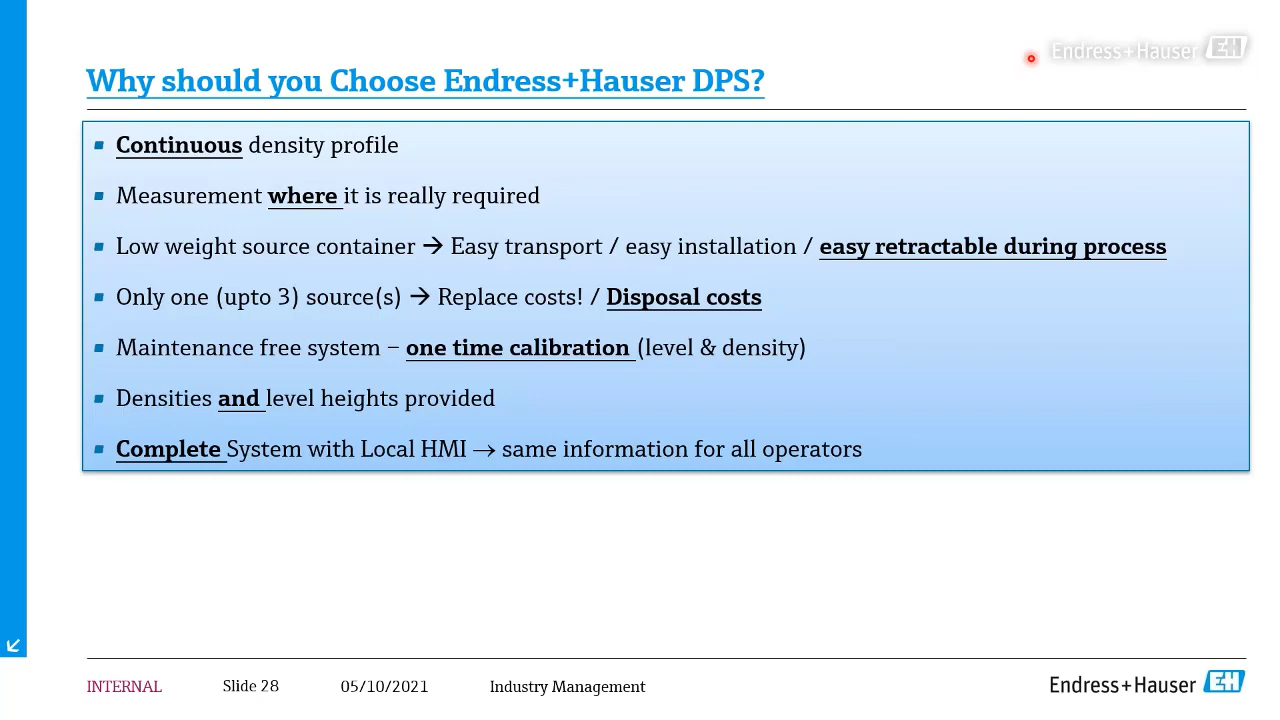 Endress+Hauser EH
Why should you Choose Endress+Hauser DPS?
Continuous density profile
Measurement where it is really required
Low weight source container → Easy transport / easy installation / easy retractable during process
Only one (upto 3) source(s) → Replace costs! / Disposal costs
Maintenance free system – one time calibration (level & density)
Densities and level heights provided
Complete System with Local HMI → same information for all operators
INTERNAL Slide 28 05/10/2021 Industry Management Endress+Hauser EH